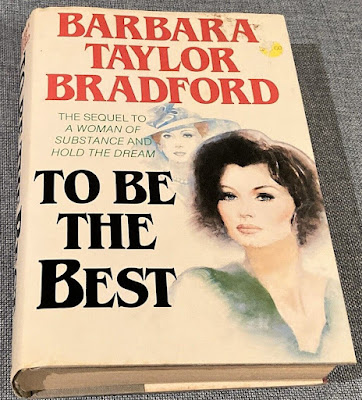 BARBARA
TAYLOR
BRADFORD
THE SEQUEL TO
A WOMAN OF
SUBSTANCE AND
HOLD THE DREAM
TO BE
THE
BEST